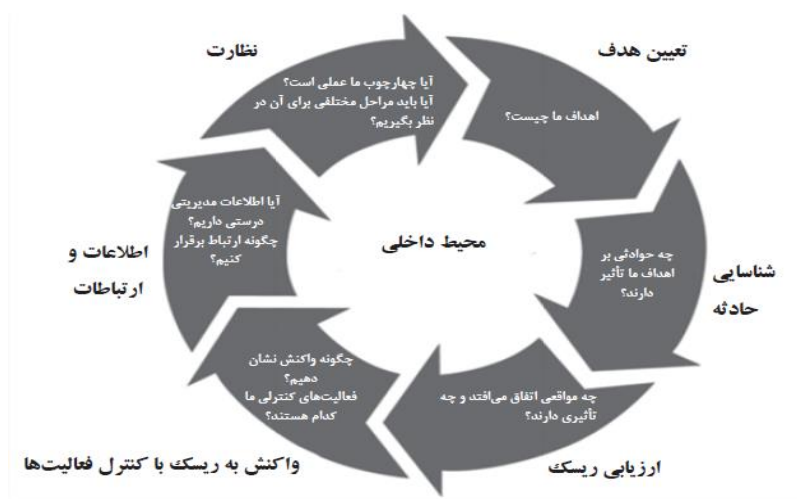 تعیین هدف
اهداف ما چیست؟
شناسایی
حادثه
چه حوادثی بر
اهداف ما تأثیر
دارند؟
ارزیابی ریسک
چه مواقعی اتفاق می‌افتد و چه
تأثیری دارند؟
واکنش به ریسک با کنترل فعالیت‌ها
چگونه واکنش نشان
دهیم؟
فعالیت‌های کنترلی ما
کدام هستند؟
اطلاعات و
ارتباطات
آیا اطلاعات مدیریتی
درستی داریم؟
چگونه ارتباط برقرار
کنیم؟
نظارت
آیا چهارچوب ما عملی است؟
آیا باید مراحل مختلفی برای آن در
نظر بگیریم؟
محیط داخلی